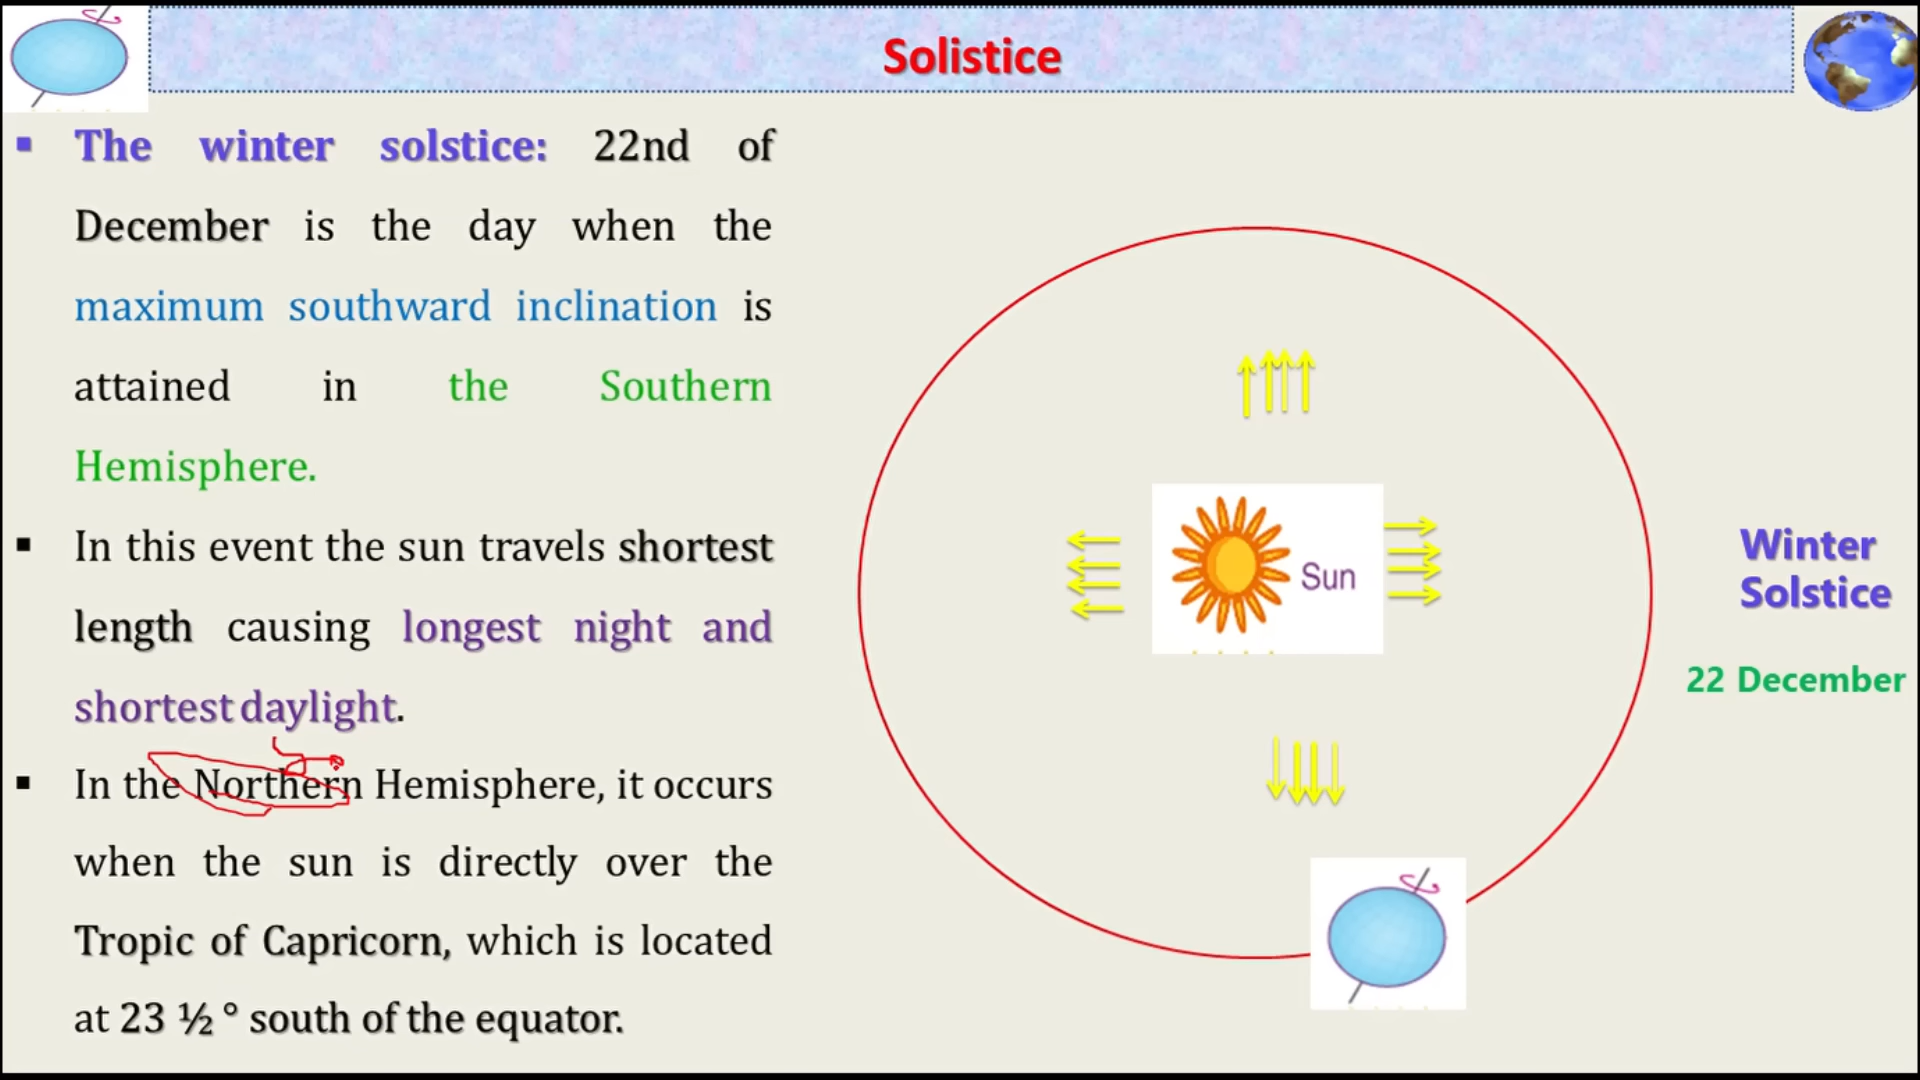 Solistice
▪ The winter solstice: 22nd of
December is the day when the
maximum southward inclination is
attained in the Southern
Hemisphere.
▪ In this event the sun travels shortest
length causing longest night and
shortest daylight.
▪ In the Northern Hemisphere, it occurs
when the sun is directly over the
Tropic of Capricorn, which is located
at 23 ½ ° south of the equator.
Sun
Winter
Solstice
22 December